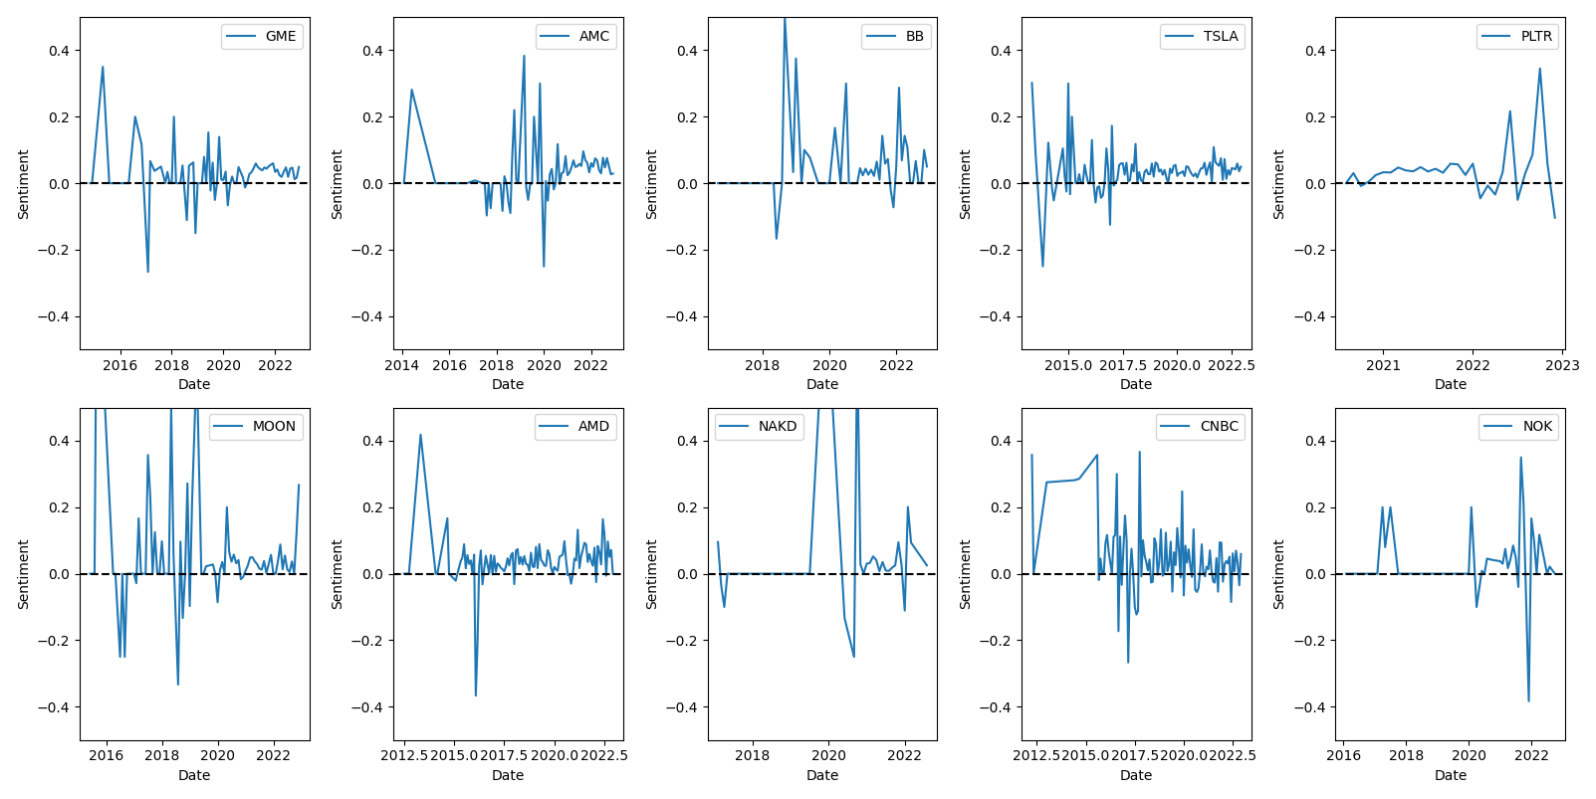 GME
0.4
0.2
0.0
−0.2
−0.4
Sentiment
2016 2018 2020 2022
Date
AMC
0.4
0.2
0.0
−0.2
−0.4
Sentiment
2014 2016 2018 2020 2022
Date
BB
0.4
0.2
0.0
−0.2
−0.4
Sentiment
2018 2020 2022
Date
TSLA
0.4
0.2
0.0
−0.2
−0.4
Sentiment
2015.0 2017.5 2020.0 2022.5
Date
PLTR
0.4
0.2
0.0
−0.2
−0.4
Sentiment
2021 2022 2023
Date
MOON
0.4
0.2
0.0
−0.2
−0.4
Sentiment
2016 2018 2020 2022
Date
AMD
0.4
0.2
0.0
−0.2
−0.4
Sentiment
2012.5 2015.0 2017.5 2020.0 2022.5
Date
NAKD
0.4
0.2
0.0
−0.2
−0.4
Sentiment
2018 2020 2022
Date
CNBC
0.4
0.2
0.0
−0.2
−0.4
Sentiment
2012.5 2015.0 2017.5 2020.0 2022.5
Date
NOK
0.4
0.2
0.0
−0.2
−0.4
Sentiment
2016 2018 2020 2022
Date